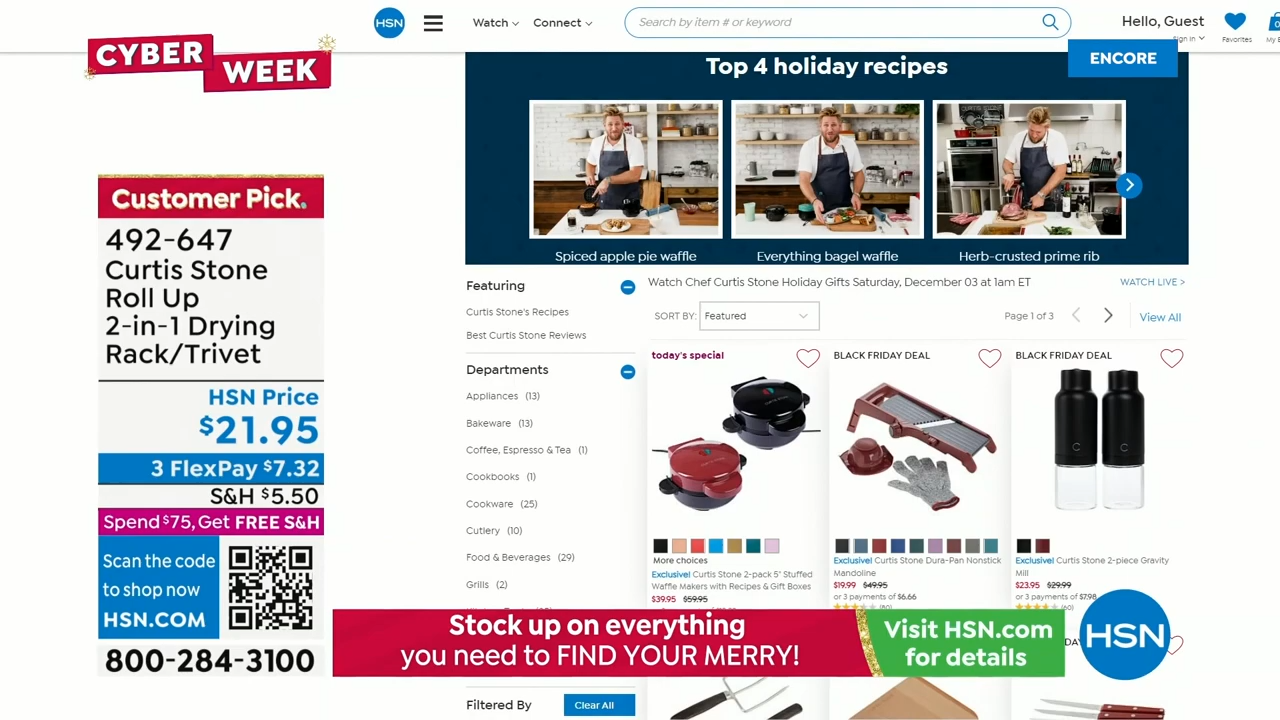 HSN
Watch
Connect
Search by item # or keyword
Hello, Guest
Sign In
Favorites
CYBER
WEEK
ENCORE
Top 4 holiday recipes
Spiced apple pie waffle
Everything bagel waffle
Herb-crusted prime rib
Customer Pick.
492-647
Curtis Stone
Roll Up
2-in-1 Drying
Rack/Trivet
HSN Price
$21.95
3 FlexPay $7.32
S&H $5.50
Spend $75, Get FREE S&H
Scan the code
to shop now
HSN.COM
800-284-3100
Featuring
Curtis Stone's Recipes
Best Curtis Stone Reviews
Departments
Appliances (13)
Bakeware (13)
Coffee, Espresso & Tea (1)
Cookbooks (1)
Cookware (25)
Cutlery (10)
Food & Beverages (29)
Grills (2)
Filtered By
Clear All
Watch Chef Curtis Stone Holiday Gifts Saturday, December 03 at 1am ET
WATCH LIVE >
SORT BY: Featured
Page 1 of 3
View All
today's special
More choices
Exclusive! Curtis Stone 2-pack 5" Stuffed
Waffle Makers with Recipes & Gift Boxes
$39.95 $59.95
BLACK FRIDAY DEAL
Exclusive! Curtis Stone Dura-Pan Nonstick
Mandoline
$19.99 $49.95
or 3 payments of $6.66
(80)
BLACK FRIDAY DEAL
Exclusive! Curtis Stone 2-piece Gravity
Mill
$23.95 $29.99
or 3 payments of $7.98
(60)
Stock up on everything
you need to FIND YOUR MERRY!
Visit HSN.com
for details
HSN